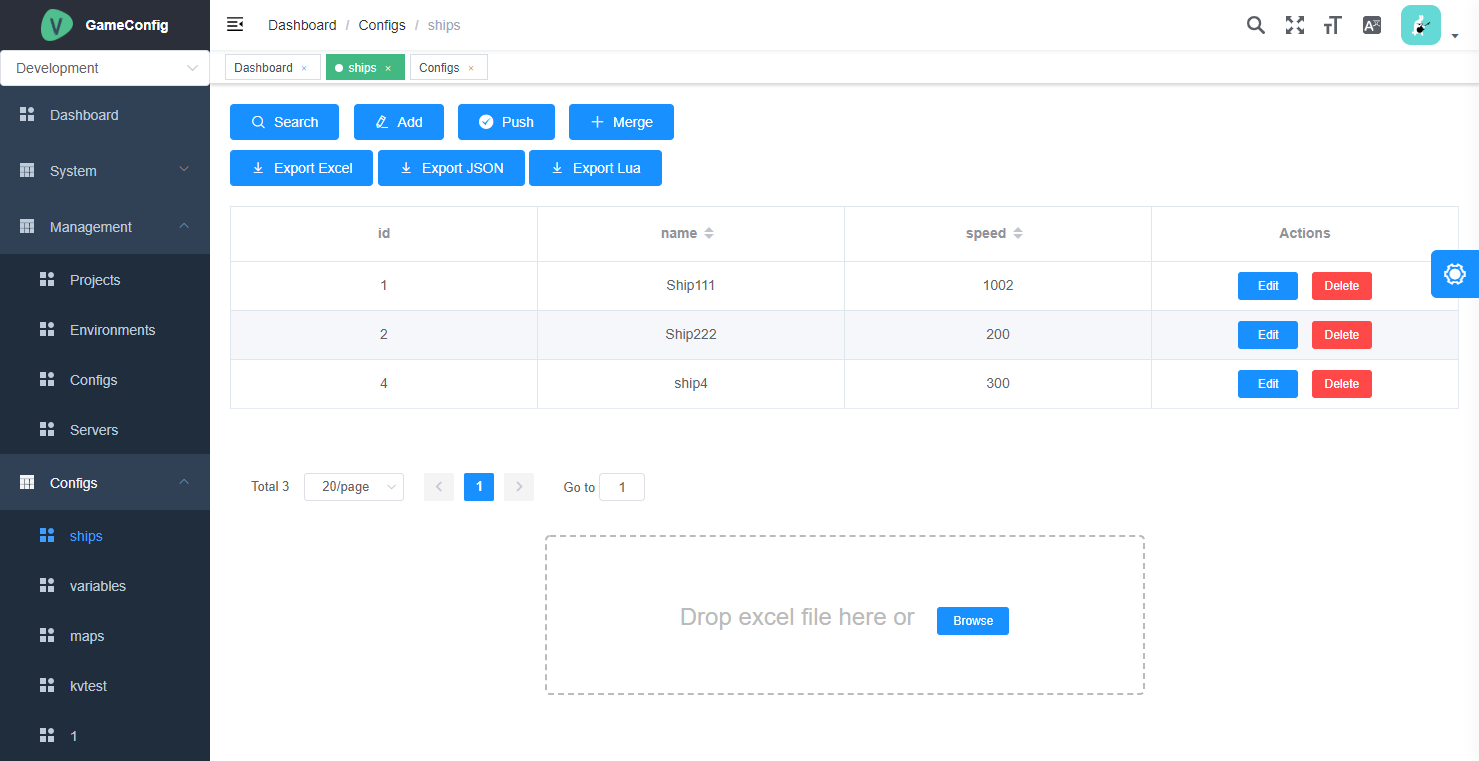 V GameConfig
Dashboard / Configs / ships
Development
Dashboard × ships × Configs ×
Dashboard
System
Management
Projects
Environments
Configs
Servers
Configs
ships
variables
maps
kvtest
1
Search Add Push Merge
Export Excel Export JSON Export Lua
id name speed Actions
1 Ship111 1002 Edit Delete
2 Ship222 200 Edit Delete
4 ship4 300 Edit Delete
Total 3 20/page 1 Go to 1
Drop excel file here or Browse